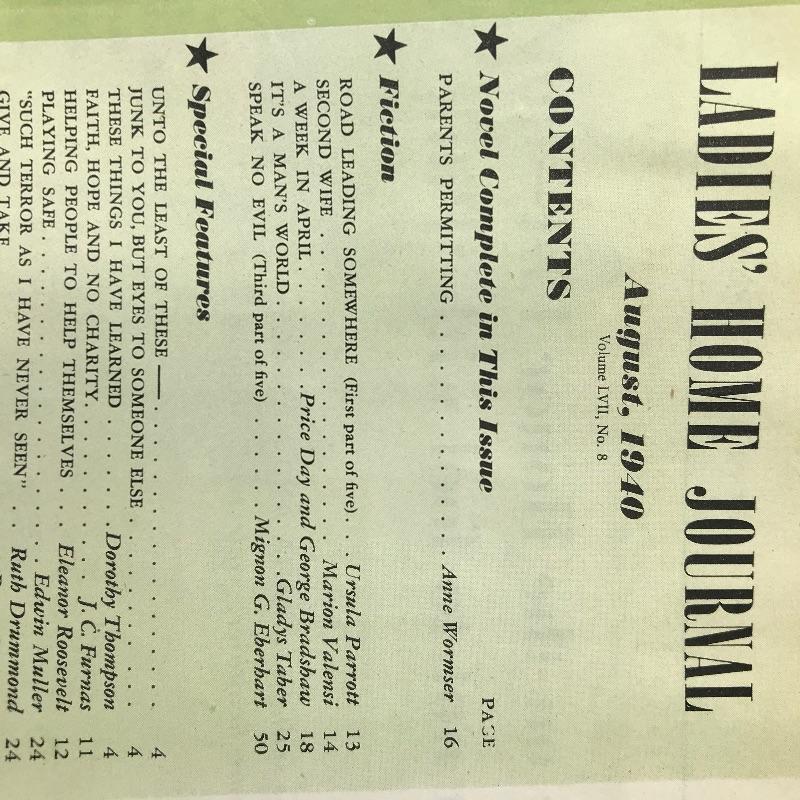 LADIES' HOME JOURNAL
August, 1940
Volume LVII, No. 8
CONTENTS
PAGE
★ Novel Complete in This Issue
PARENTS PERMITTING . . . . . . . . . . . Anne Wormser 16
★ Fiction
ROAD LEADING SOMEWHERE (First part of five). . . Ursula Parrott 13
SECOND WIFE . . . . . . . . . . . . . . . . Marion Valensi 14
A WEEK IN APRIL . . . . . . Price Day and George Bradshaw 18
IT'S A MAN'S WORLD . . . . . . . . . . . . . . Gladys Taber 25
SPEAK NO EVIL (Third part of five) . . . . . Mignon G. Eberhart 50
★ Special Features
UNTO THE LEAST OF THESE — . . . . . . . . . . . . . . 4
JUNK TO YOU, BUT EYES TO SOMEONE ELSE . . . . . . . . . . 4
THESE THINGS I HAVE LEARNED . . . . . . Dorothy Thompson 4
FAITH, HOPE AND NO CHARITY. . . . . . . . . J. C. Furnas 11
HELPING PEOPLE TO HELP THEMSELVES . . . Eleanor Roosevelt 12
PLAYING SAFE . . . . . . . . . . . . . . . . Edwin Muller 24
"SUCH TERROR AS I HAVE NEVER SEEN" . . Ruth Drummond 24
GIVE AND TAKE